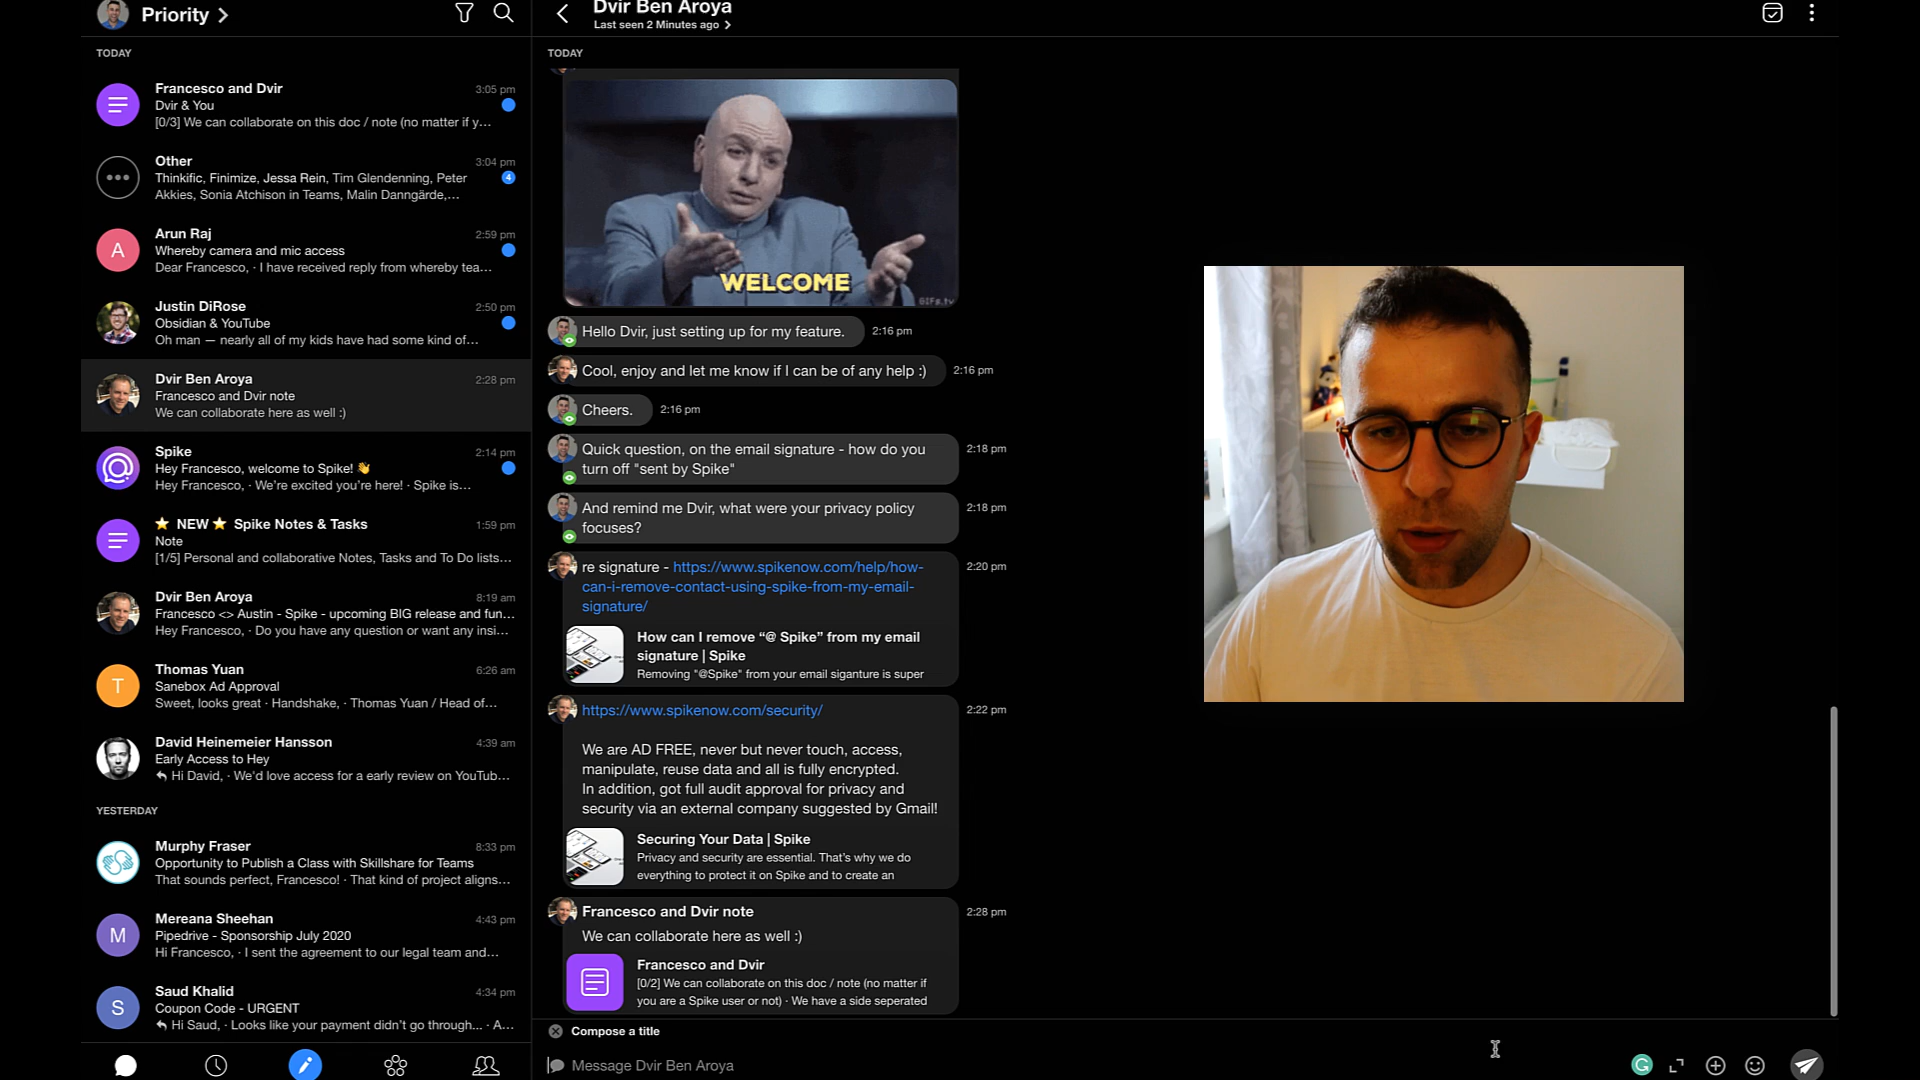 Priority
TODAY
Francesco and Dvir
3:05 pm
Dvir & You
[0/3] We can collaborate on this doc / note (no matter if y…
Other
3:04 pm
Thinkific, Finimize, Jessa Rein, Tim Glendenning, Peter
4
Akkies, Sonia Atchison in Teams, Malin Danngärde,…
A
Arun Raj
2:59 pm
Whereby camera and mic access
Dear Francesco, · I have received reply from whereby tea…
Justin DiRose
2:50 pm
Obsidian & YouTube
Oh man — nearly all of my kids have had some kind of…
Dvir Ben Aroya
2:28 pm
Francesco and Dvir note
We can collaborate here as well :)
Spike
2:14 pm
Hey Francesco, welcome to Spike! 👋
Hey Francesco, · We're excited you're here! · Spike is…
⭐ NEW ⭐ Spike Notes & Tasks
1:59 pm
Note
[1/5] Personal and collaborative Notes, Tasks and To Do lists…
Dvir Ben Aroya
8:19 am
Francesco <> Austin - Spike - upcoming BIG release and fun…
Hey Francesco, · Do you have any question or want any insi…
T
Thomas Yuan
6:26 am
Sanebox Ad Approval
Sweet, looks great · Handshake, · Thomas Yuan / Head of…
David Heinemeier Hansson
4:39 am
Early Access to Hey
Hi David, · We'd love access for a early review on YouTub…
YESTERDAY
Murphy Fraser
8:33 pm
Opportunity to Publish a Class with Skillshare for Teams
That sounds perfect, Francesco! · That kind of project aligns…
M
Mereana Sheehan
4:43 pm
Pipedrive - Sponsorship July 2020
Hi Francesco, · I sent the agreement to our legal team and…
S
Saud Khalid
4:34 pm
Coupon Code - URGENT
Hi Saud, · Looks like your payment didn't go through... · A…
Dvir Ben Aroya
Last seen 2 Minutes ago
TODAY
WELCOME
GIFs.tv
Hello Dvir, just setting up for my feature.
2:16 pm
Cool, enjoy and let me know if I can be of any help :)
2:16 pm
Cheers.
2:16 pm
Quick question, on the email signature - how do you
turn off "sent by Spike"
2:18 pm
And remind me Dvir, what were your privacy policy
focuses?
2:18 pm
re signature - https://www.spikenow.com/help/how-
can-i-remove-contact-using-spike-from-my-email-
signature/
2:20 pm
How can I remove “@ Spike” from my email
signature | Spike
Removing "@Spike" from your email siganture is super
https://www.spikenow.com/security/
2:22 pm
We are AD FREE, never but never touch, access,
manipulate, reuse data and all is fully encrypted.
In addition, got full audit approval for privacy and
security via an external company suggested by Gmail!
Securing Your Data | Spike
Privacy and security are essential. That's why we do
everything to protect it on Spike and to create an
Francesco and Dvir note
2:28 pm
We can collaborate here as well :)
Francesco and Dvir
[0/2] We can collaborate on this doc / note (no matter if
you are a Spike user or not) · We have a side seperated
Compose a title
Message Dvir Ben Aroya